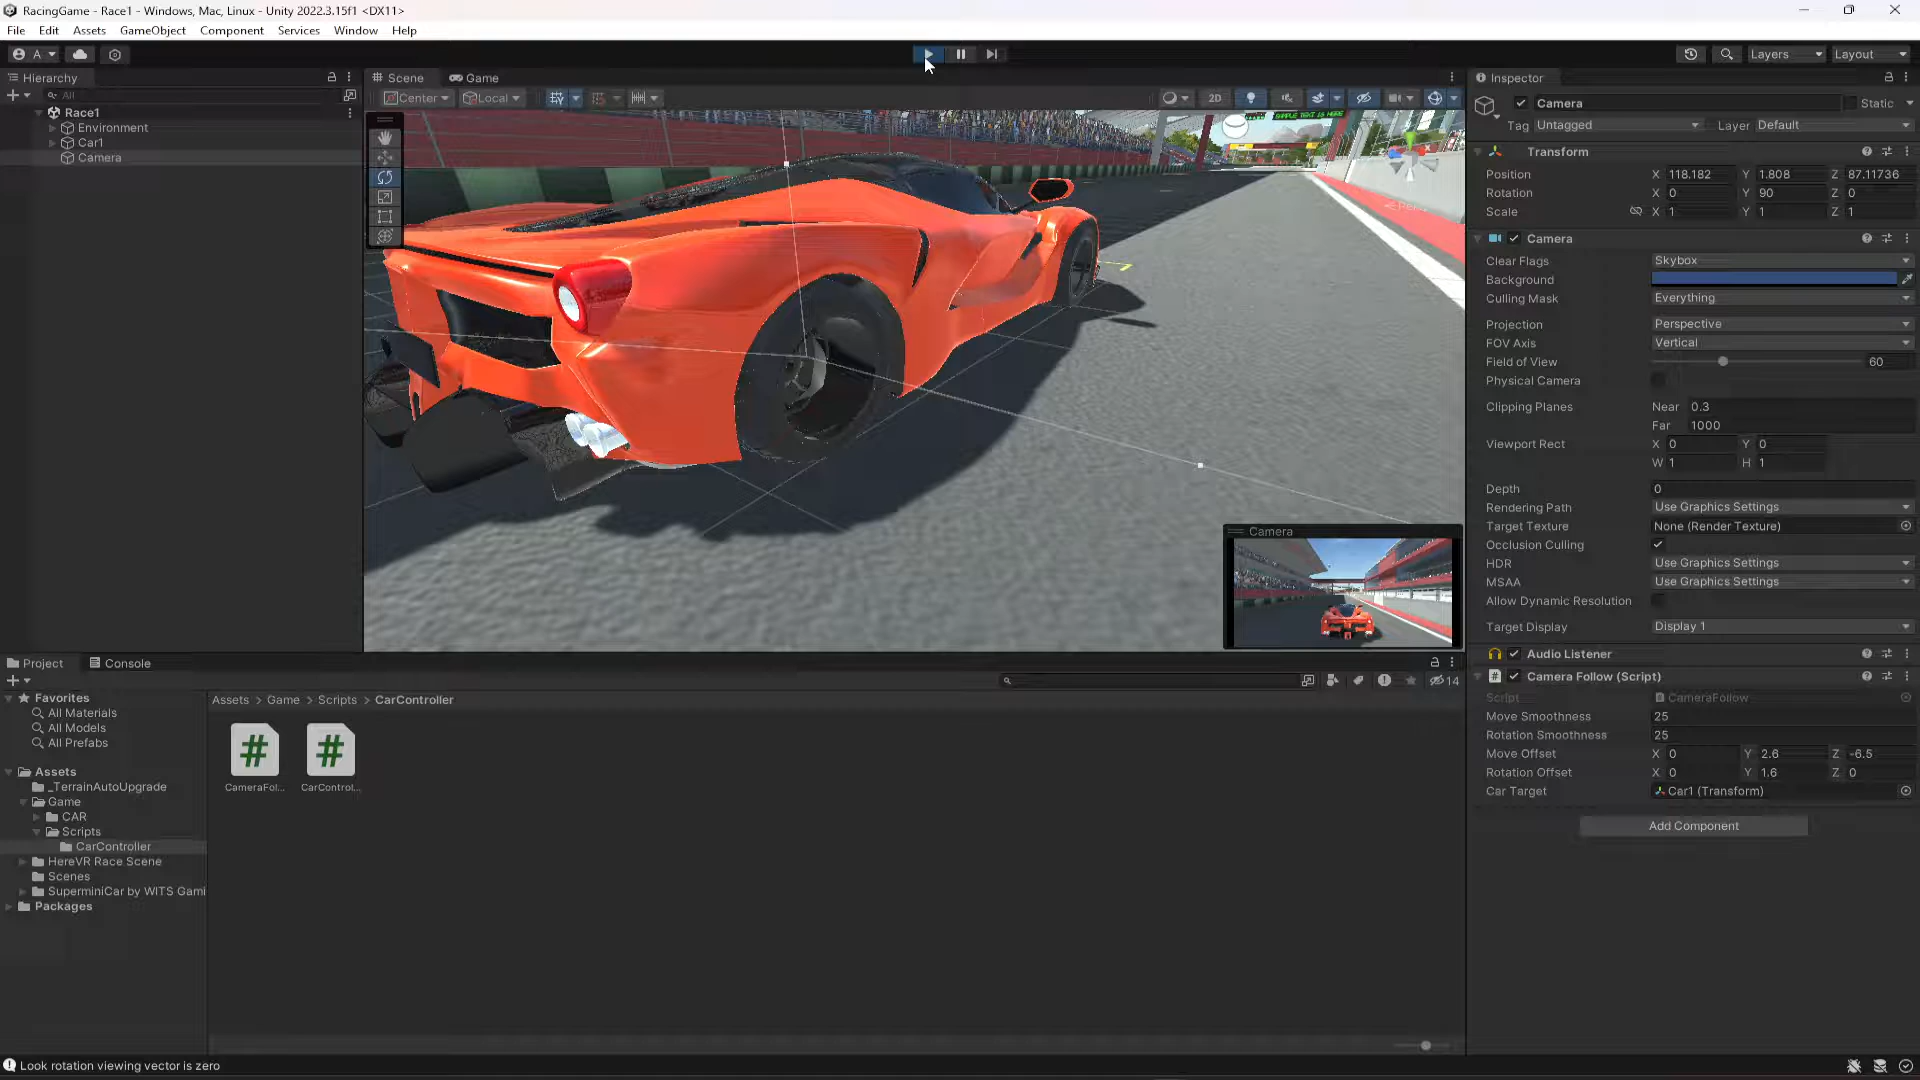 RacingGame - Race1 - Windows, Mac, Linux - Unity 2022.3.15f1 <DX11>
File Edit Assets GameObject Component Services Window Help
A Layers Layout
Hierarchy
All
Race1
Environment
Car1
Camera
Scene Game
Center Local 2D
SAMPLE TEXT IS HERE
Camera
Inspector
Camera Static
Tag Untagged Layer Default
Transform
Position X 118.182 Y 1.808 Z 87.11736
Rotation X 0 Y 90 Z 0
Scale X 1 Y 1 Z 1
Camera
Clear Flags Skybox
Background
Culling Mask Everything
Projection Perspective
FOV Axis Vertical
Field of View 60
Physical Camera
Clipping Planes Near 0.3
Far 1000
Viewport Rect X 0 Y 0
W 1 H 1
Depth 0
Rendering Path Use Graphics Settings
Target Texture None (Render Texture)
Occlusion Culling
HDR Use Graphics Settings
MSAA Use Graphics Settings
Allow Dynamic Resolution
Target Display Display 1
Audio Listener
Camera Follow (Script)
Script CameraFollow
Move Smoothness 25
Rotation Smoothness 25
Move Offset X 0 Y 2.6 Z -6.5
Rotation Offset X 0 Y 1.6 Z 0
Car Target Car1 (Transform)
Add Component
Project Console
14
Favorites
All Materials
All Models
All Prefabs
Assets
_TerrainAutoUpgrade
Game
CAR
Scripts
CarController
HereVR Race Scene
Scenes
SuperminiCar by WITS Gami
Packages
Assets > Game > Scripts > CarController
CameraFol... CarControl...
Look rotation viewing vector is zero